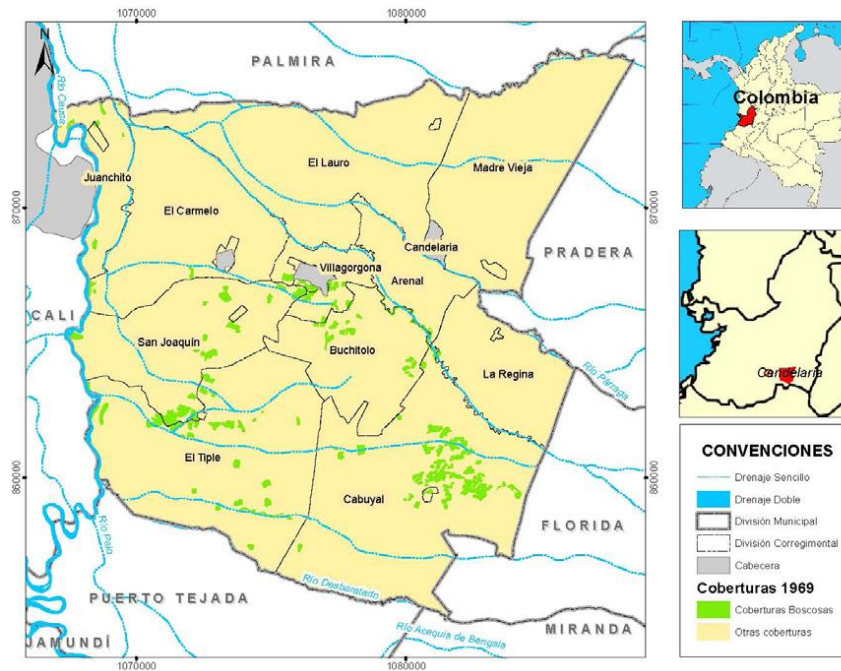 1070000
1080000
PALMIRA
Río Cauca
Juanchito
El Lauro
Madre Vieja
870000
870000
El Carmelo
Candelaria
PRADERA
Villagorgona
Arenal
CALI
San Joaquín
Buchitolo
La Regina
Río Párraga
El Tiple
860000
860000
Cabuyal
FLORIDA
Río Palo
Río Desbaratado
PUERTO TEJADA
Río Acequia de Bengala
MIRANDA
JAMUNDÍ
1070000
1080000
Colombia
Candelaria
CONVENCIONES
Drenaje Sencillo
Drenaje Doble
División Municipal
División Corregimental
Cabecera
Coberturas 1969
Coberturas Boscosas
Otras coberturas